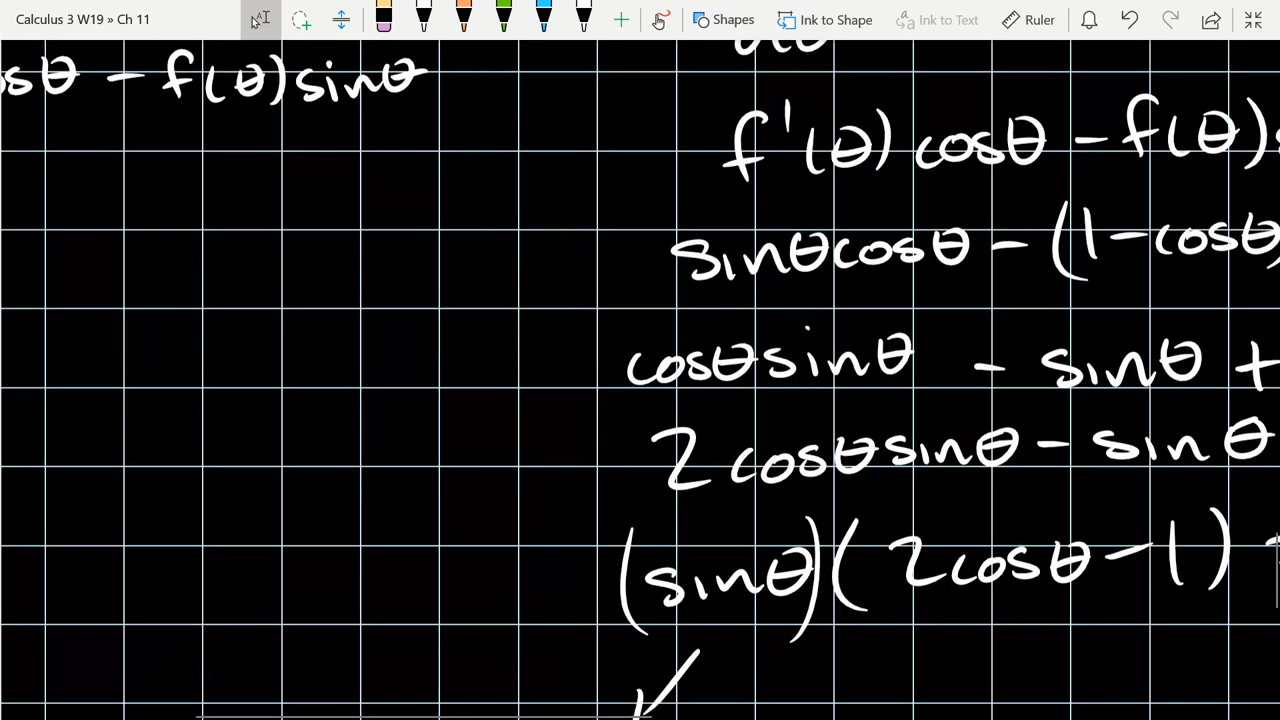 Calculus 3 W19 » Ch 11
Shapes
Ink to Shape
Ink to Text
Ruler
osθ - f(θ)sinθ
f'(θ) cosθ - f(θ)
sinθcosθ - (1-cosθ)
cosθsinθ - sinθ +
2cosθsinθ - sinθ
(sinθ)(2cosθ-1)